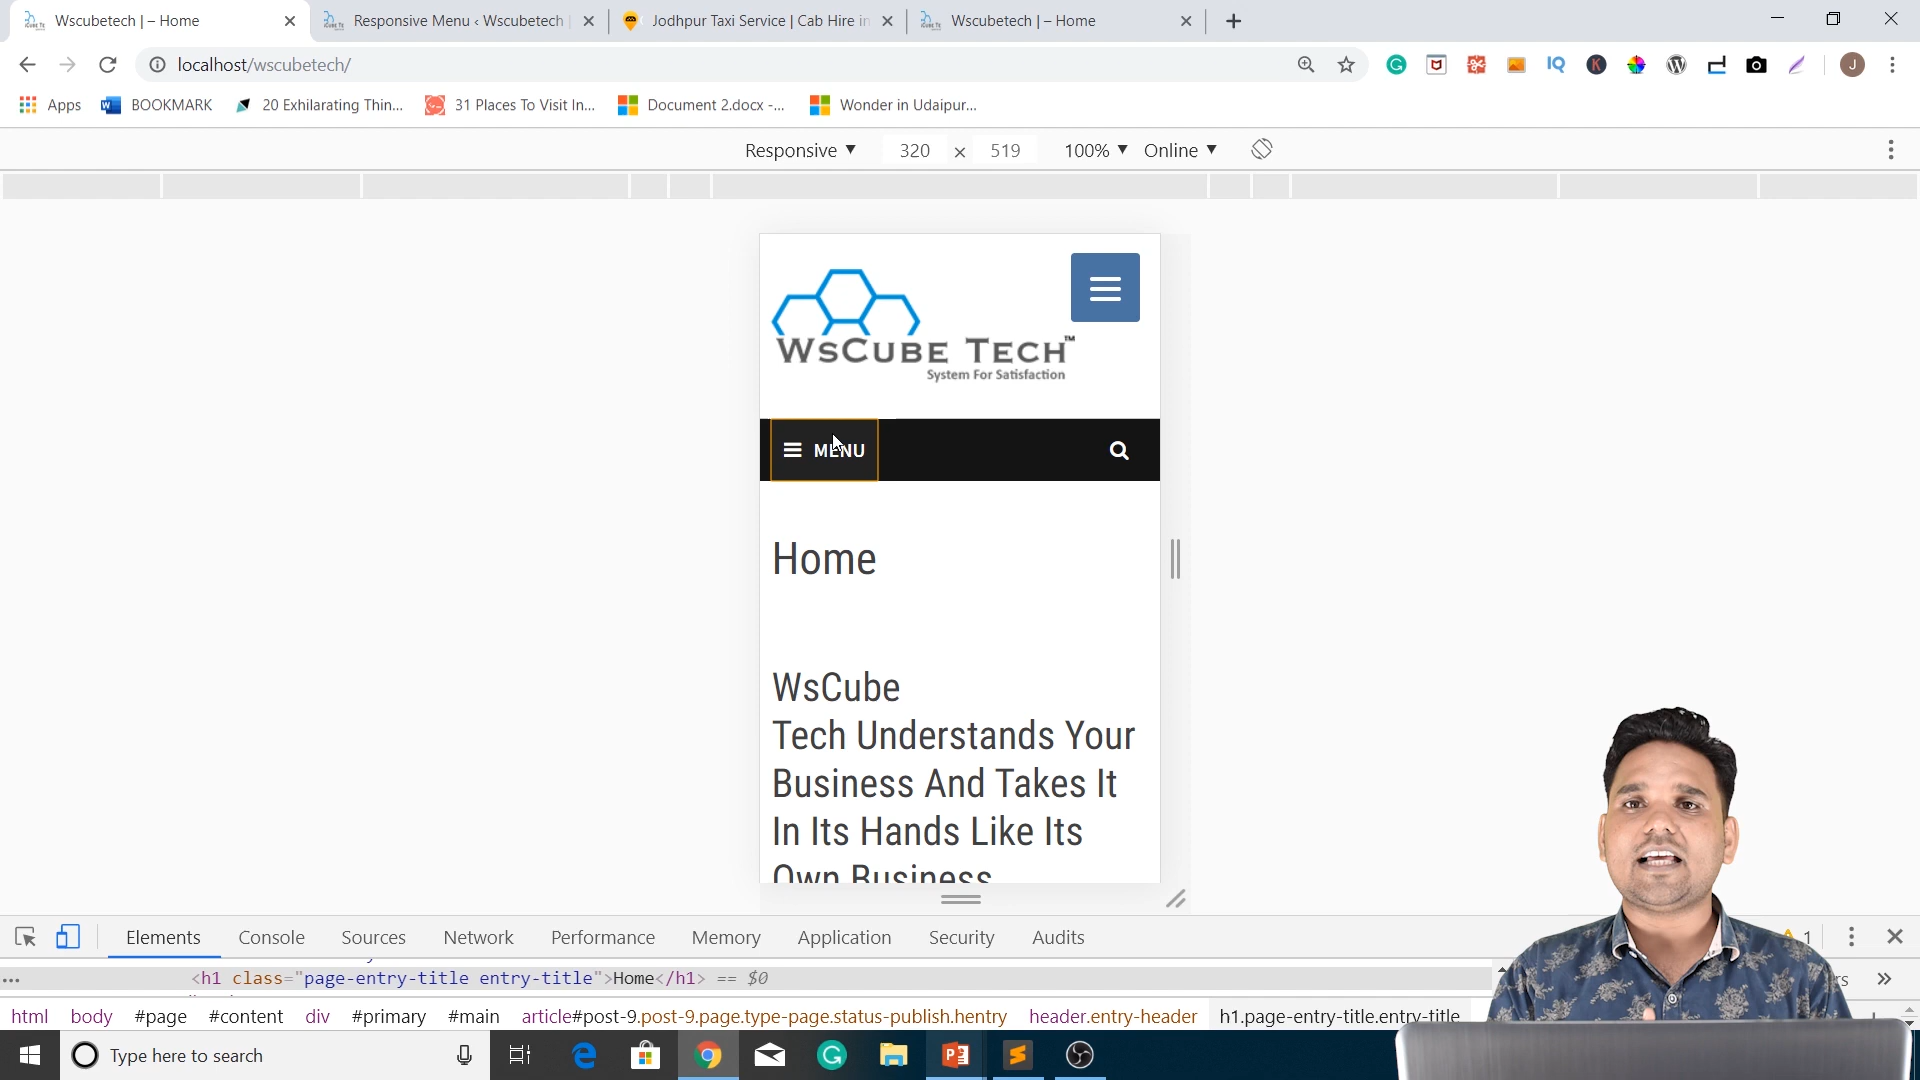 Wscubetech | – Home
Responsive Menu ‹ Wscubetech
Jodhpur Taxi Service | Cab Hire in
Wscubetech | – Home
localhost/wscubetech/
Apps
BOOKMARK
20 Exhilarating Thin...
31 Places To Visit In...
Document 2.docx -...
Wonder in Udaipur...
Responsive
320 × 519
100%
Online
WSCUBE TECH™
System For Satisfaction
MENU
Home
WsCube
Tech Understands Your
Business And Takes It
In Its Hands Like Its
Own Business
Elements
Console
Sources
Network
Performance
Memory
Application
Security
Audits
1
... <h1 class="page-entry-title entry-title">Home</h1> == $0
html body #page #content div #primary #main article#post-9.post-9.page.type-page.status-publish.hentry header.entry-header h1.page-entry-title.entry-title
Type here to search